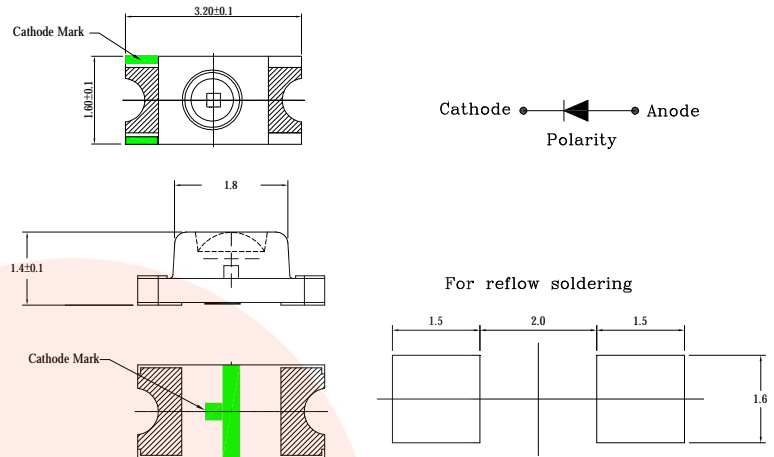 3.20±0.1
Cathode Mark
1.60±0.1
Cathode Anode
Polarity
1.8
1.4±0.1
For reflow soldering
1.5 2.0 1.5
Cathode Mark
1.6